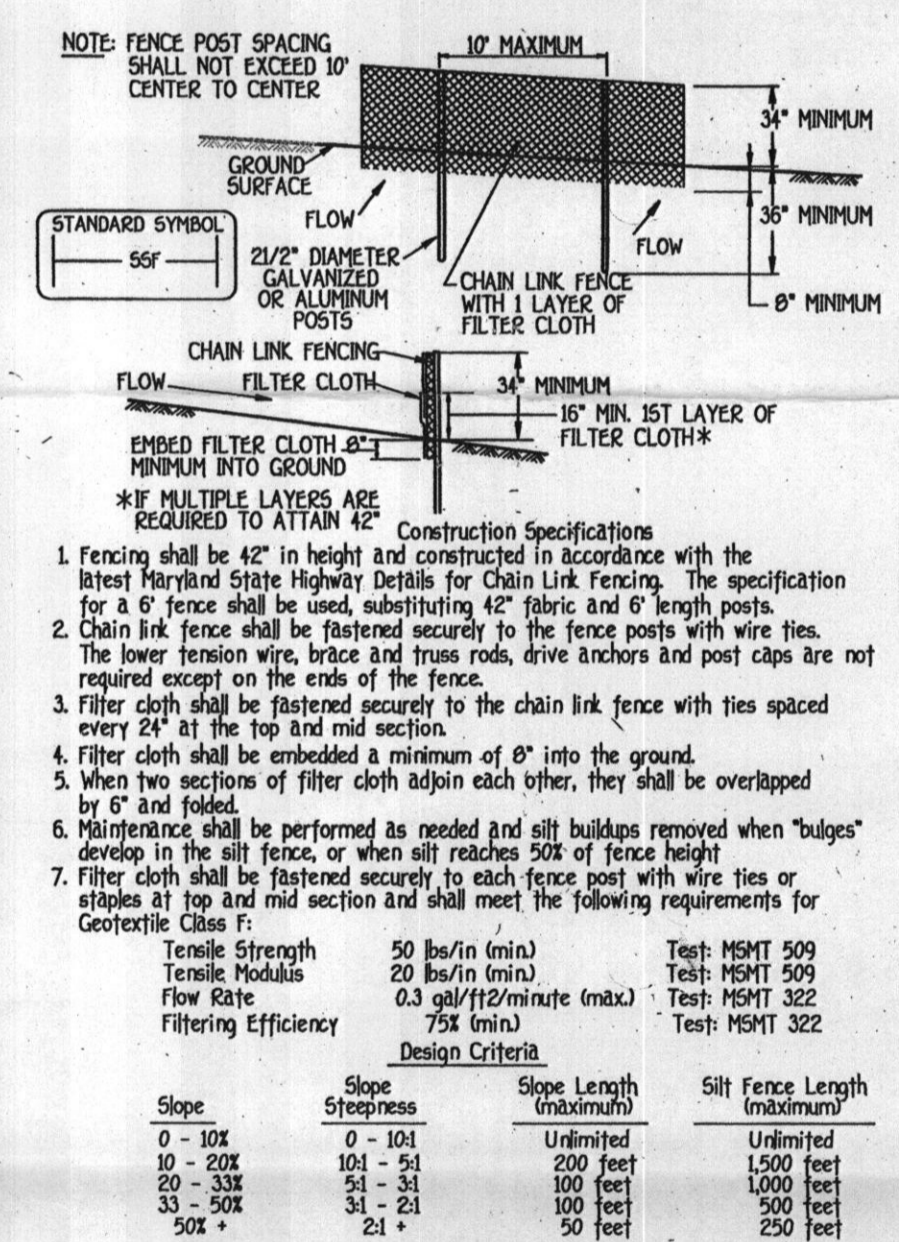 NOTE: FENCE POST SPACING
SHALL NOT EXCEED 10'
CENTER TO CENTER
10" MAXIMUM
34" MINIMUM
GROUND
SURFACE
FLOW
36" MINIMUM
FLOW
STANDARD SYMBOL
SSF
21/2" DIAMETER
GALVANIZED
OR ALUMINUM
POSTS
CHAIN LINK FENCE
WITH 1 LAYER OF
FILTER CLOTH
8" MINIMUM
CHAIN LINK FENCING
FLOW
FILTER CLOTH
34" MINIMUM
16" MIN. 1ST LAYER OF
FILTER CLOTH*
EMBED FILTER CLOTH 8"
MINIMUM INTO GROUND
*IF MULTIPLE LAYERS ARE
REQUIRED TO ATTAIN 42"
Construction Specifications
1. Fencing shall be 42" in height and constructed in accordance with the
latest Maryland State Highway Details for Chain Link Fencing. The specification
for a 6' fence shall be used, substituting 42" fabric and 6' length posts.
2. Chain link fence shall be fastened securely to the fence posts with wire ties.
The lower tension wire, brace and truss rods, drive anchors and post caps are not
required except on the ends of the fence.
3. Filter cloth shall be fastened securely to the chain link fence with ties spaced
every 24" at the top and mid section.
4. Filter cloth shall be embedded a minimum of 8" into the ground.
5. When two sections of filter cloth adjoin each other, they shall be overlapped
by 6" and folded.
6. Maintenance shall be performed as needed and silt buildups removed when "bulges"
develop in the silt fence, or when silt reaches 50% of fence height
7. Filter cloth shall be fastened securely to each fence post with wire ties or
staples at top and mid section and shall meet the following requirements for
Geotextile Class F:
Tensile Strength 50 lbs/in (min.) Test: MSMT 509
Tensile Modulus 20 lbs/in (min.) Test: MSMT 509
Flow Rate 0.3 gal/ft2/minute (max.) Test: MSMT 322
Filtering Efficiency 75% (min.) Test: MSMT 322
Design Criteria
Slope Slope Steepness Slope Length (maximum) Silt Fence Length (maximum)
0 - 10% 0 - 10:1 Unlimited Unlimited
10 - 20% 10:1 - 5:1 200 feet 1,500 feet
20 - 33% 5:1 - 3:1 100 feet 1,000 feet
33 - 50% 3:1 - 2:1 100 feet 500 feet
50% + 2:1 + 50 feet 250 feet